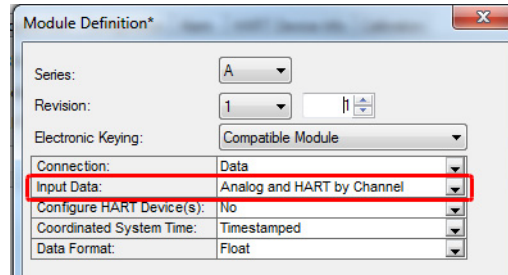 Module Definition*
Series: A
Revision: 1 1
Electronic Keying: Compatible Module
Connection: Data
Input Data: Analog and HART by Channel
Configure HART Device(s): No
Coordinated System Time: Timestamped
Data Format: Float